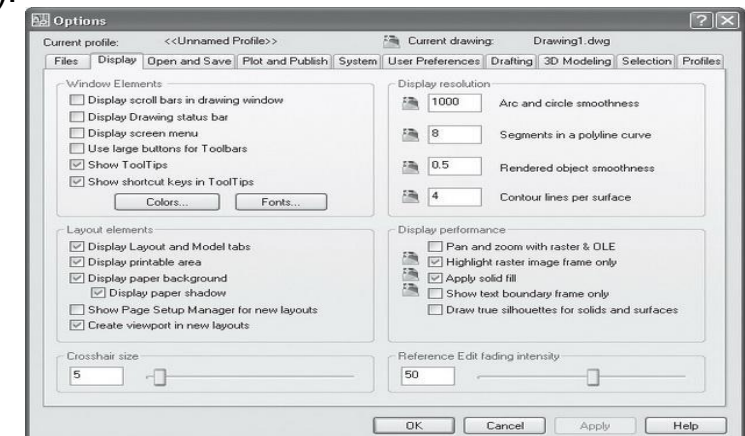 y).
Options
Current profile: <<Unnamed Profile>> Current drawing: Drawing1.dwg
Files Display Open and Save Plot and Publish System User Preferences Drafting 3D Modeling Selection Profiles
Window Elements
Display scroll bars in drawing window
Display Drawing status bar
Display screen menu
Use large buttons for Toolbars
Show ToolTips
Show shortcut keys in ToolTips
Colors... Fonts...
Display resolution
1000 Arc and circle smoothness
8 Segments in a polyline curve
0.5 Rendered object smoothness
4 Contour lines per surface
Layout elements
Display Layout and Model tabs
Display printable area
Display paper background
Display paper shadow
Show Page Setup Manager for new layouts
Create viewport in new layouts
Display performance
Pan and zoom with raster & OLE
Highlight raster image frame only
Apply solid fill
Show text boundary frame only
Draw true silhouettes for solids and surfaces
Crosshair size
5
Reference Edit fading intensity
50
OK Cancel Apply Help